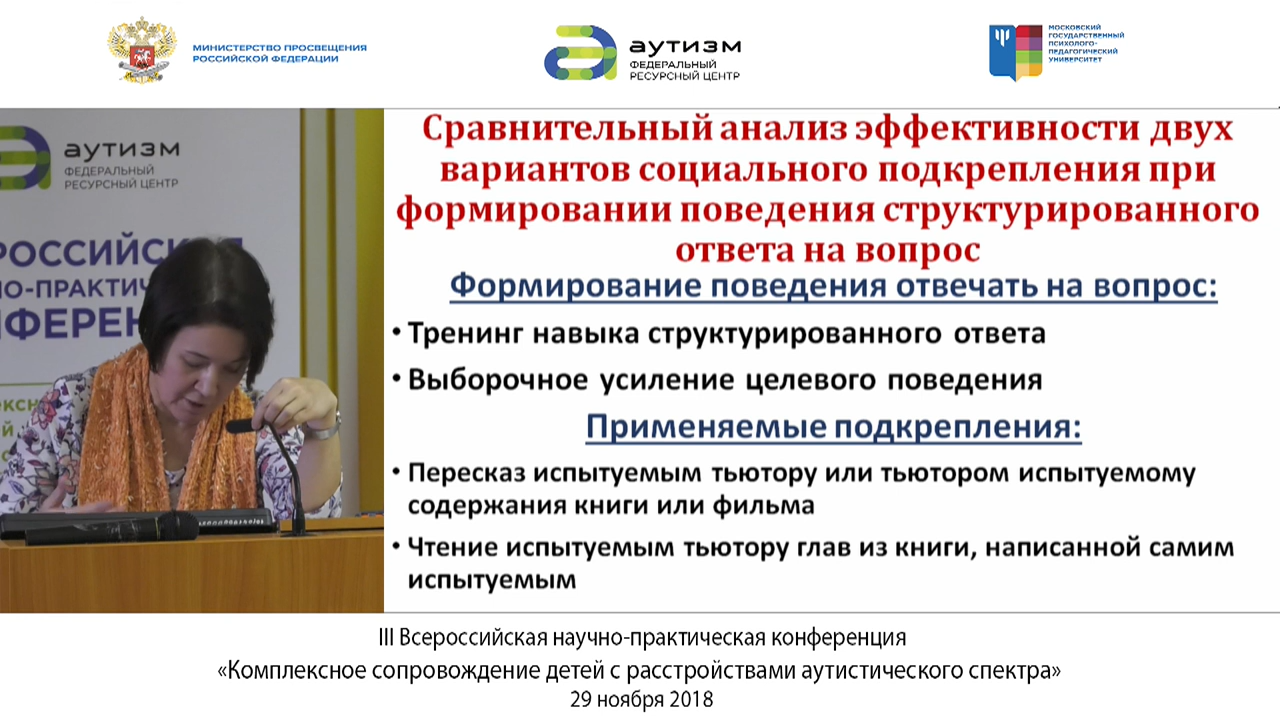 МИНИСТЕРСТВО ПРОСВЕЩЕНИЯ
РОССИЙСКОЙ ФЕДЕРАЦИИ
аутизм
ФЕДЕРАЛЬНЫЙ
РЕСУРСНЫЙ ЦЕНТР
МОСКОВСКИЙ
ГОСУДАРСТВЕННЫЙ
ПСИХОЛОГО-
ПЕДАГОГИЧЕСКИЙ
УНИВЕРСИТЕТ
аутизм
ФЕДЕРАЛЬНЫЙ
РЕСУРСНЫЙ ЦЕНТР
Сравнительный анализ эффективности двух
вариантов социального подкрепления при
формировании поведения структурированного
ответа на вопрос
Формирование поведения отвечать на вопрос:
• Тренинг навыка структурированного ответа
• Выборочное усиление целевого поведения
Применяемые подкрепления:
• Пересказ испытуемым тьютору или тьютором испытуемому
содержания книги или фильма
• Чтение испытуемым тьютору глав из книги, написанной самим
испытуемым
III Всероссийская научно-практическая конференция
«Комплексное сопровождение детей с расстройствами аутистического спектра»
29 ноября 2018